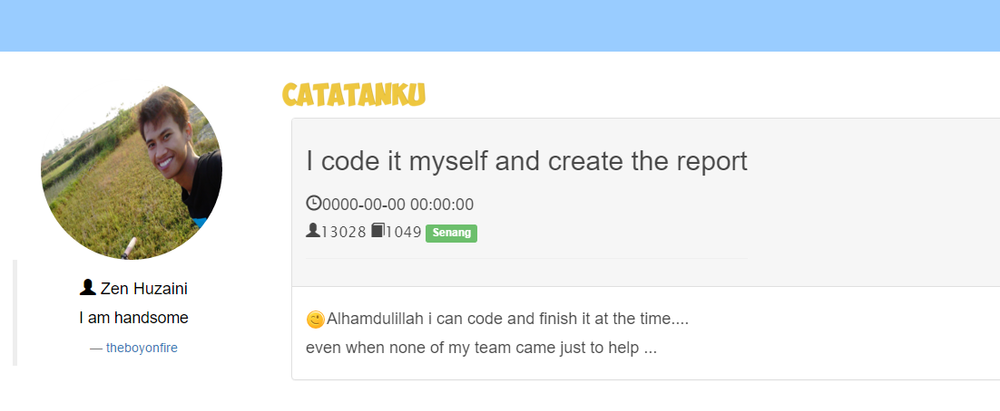 CATATANKU
I code it myself and create the report
0000-00-00 00:00:00
13028 1049 Senang
Alhamdulillah i can code and finish it at the time....
even when none of my team came just to help ...
Zen Huzaini
I am handsome
— theboyonfire